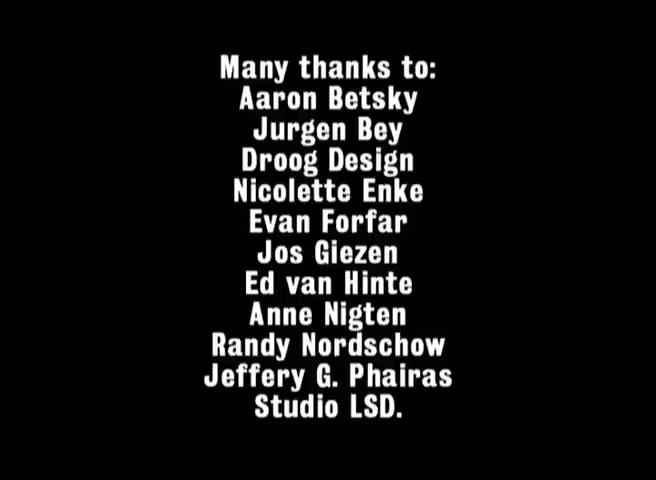 Many thanks to:
Aaron Betsky
Jurgen Bey
Droog Design
Nicolette Enke
Evan Forfar
Jos Giezen
Ed van Hinte
Anne Nigten
Randy Nordschow
Jeffery G. Phairas
Studio LSD.